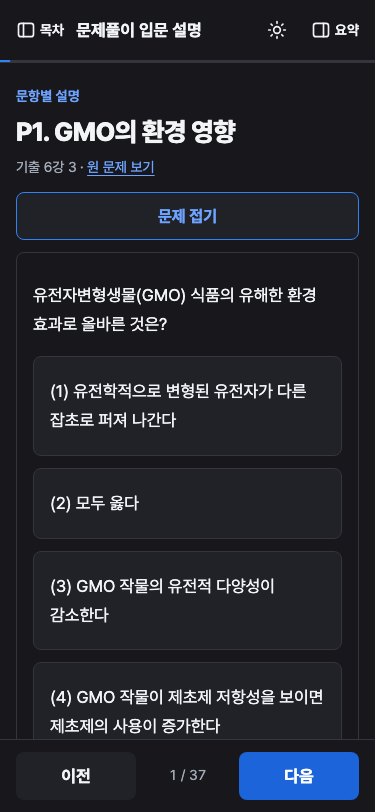 목차 문제풀이 입문 설명 요약
문항별 설명
P1. GMO의 환경 영향
기출 6강 3 · 원 문제 보기
문제 접기
유전자변형생물(GMO) 식품의 유해한 환경
효과로 올바른 것은?
(1) 유전학적으로 변형된 유전자가 다른
잡초로 퍼져 나간다
(2) 모두 옳다
(3) GMO 작물의 유전적 다양성이
감소한다
(4) GMO 작물이 제초제 저항성을 보이면
제초제의 사용이 증가한다
이전 1 / 37 다음